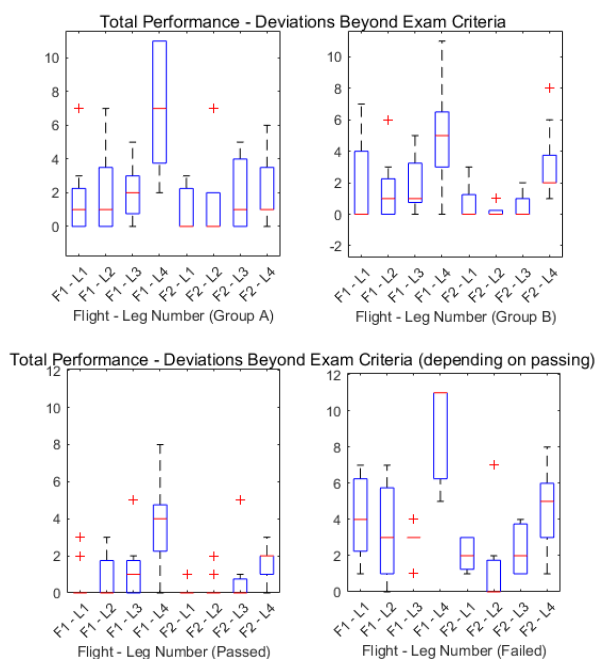 Total Performance - Deviations Beyond Exam Criteria
10
8
6
4
2
0
F1 - L1
F1 - L2
F1 - L3
F1 - L4
F2 - L1
F2 - L2
F2 - L3
F2 - L4
Flight - Leg Number (Group A)
10
8
6
4
2
0
-2
F1 - L1
F1 - L2
F1 - L3
F1 - L4
F2 - L1
F2 - L2
F2 - L3
F2 - L4
Flight - Leg Number (Group B)
Total Performance - Deviations Beyond Exam Criteria (depending on passing)
12
10
8
6
4
2
0
F1 - L1
F1 - L2
F1 - L3
F1 - L4
F2 - L1
F2 - L2
F2 - L3
F2 - L4
Flight - Leg Number (Passed)
12
10
8
6
4
2
0
F1 - L1
F1 - L2
F1 - L3
F1 - L4
F2 - L1
F2 - L2
F2 - L3
F2 - L4
Flight - Leg Number (Failed)